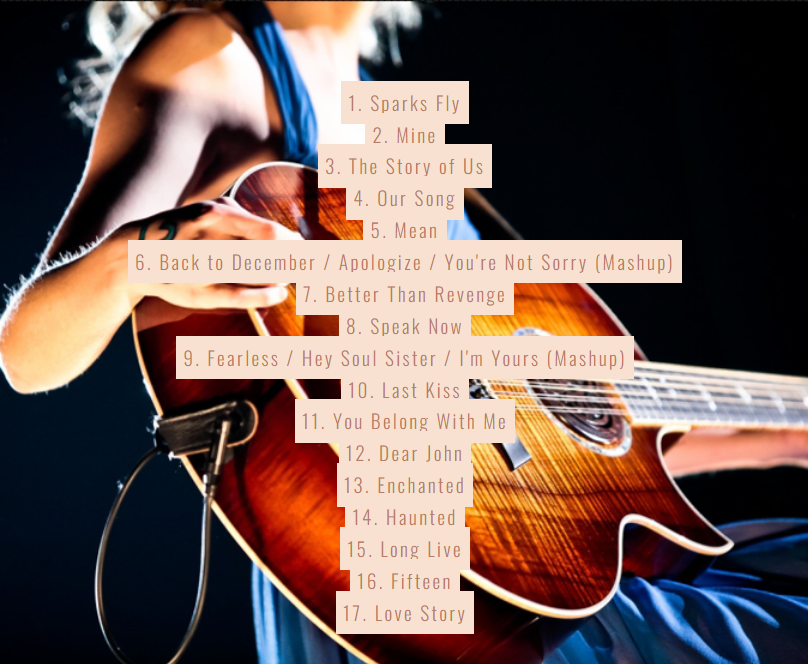 1. Sparks Fly
2. Mine
3. The Story of Us
4. Our Song
5. Mean
6. Back to December / Apologize / You're Not Sorry (Mashup)
7. Better Than Revenge
8. Speak Now
9. Fearless / Hey Soul Sister / I'm Yours (Mashup)
10. Last Kiss
11. You Belong With Me
12. Dear John
13. Enchanted
14. Haunted
15. Long Live
16. Fifteen
17. Love Story